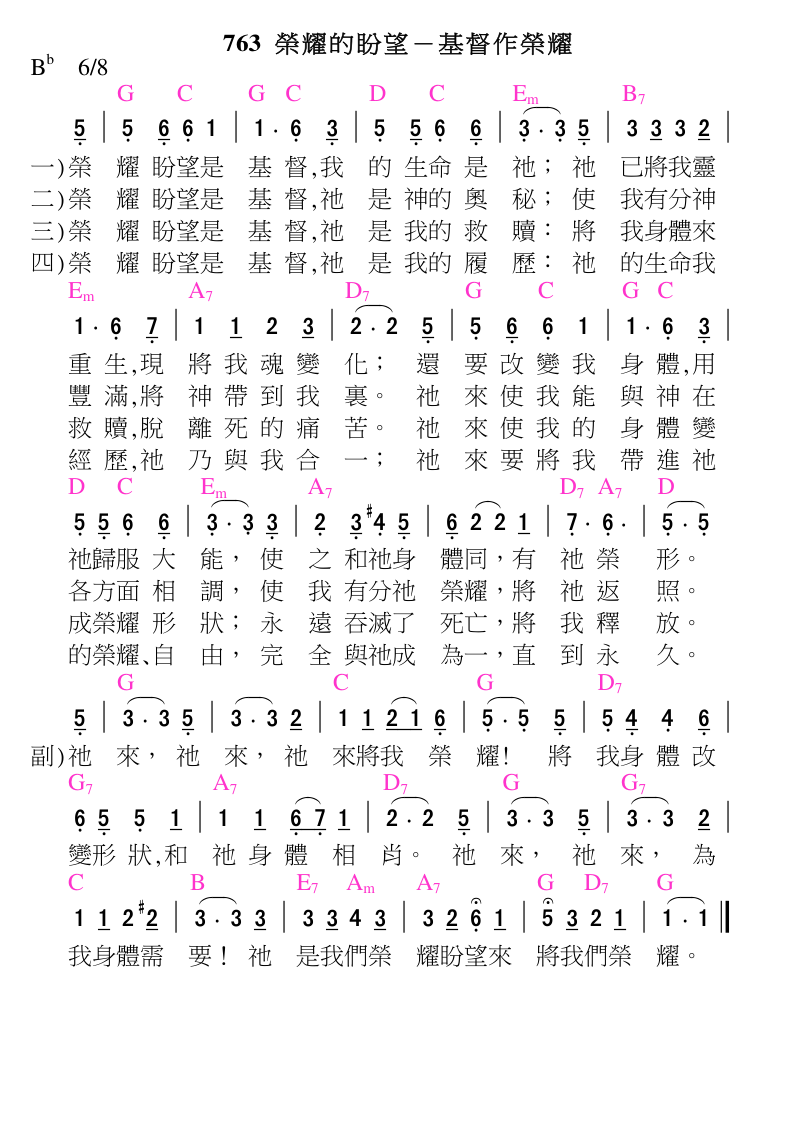 763 榮耀的盼望－基督作榮耀
B♭ 6/8
G C G C D C Em B7
5 | 5 6 6 1 | 1 · 6 3 | 5 5 6 6 | 3 · 3 5 | 3 3 3 2 |
一)榮 耀 盼望是 基 督,我 的 生命 是 祂； 祂 已將我靈
二)榮 耀 盼望是 基 督,祂 是 神的 奧 秘； 使 我有分神
三)榮 耀 盼望是 基 督,祂 是 我的 救 贖： 將 我身體來
四)榮 耀 盼望是 基 督,祂 是 我的 履 歷： 祂 的生命我
Em A7 D7 G C G C
1 · 6 7 | 1 1 2 3 | 2 · 2 5 | 5 6 6 1 | 1 · 6 3 |
重 生,現 將 我 魂 變 化； 還 要 改 變 我 身 體,用
豐 滿,將 神 帶 到 我 裏。 祂 來 使 我 能 與 神 在
救 贖,脫 離 死 的 痛 苦。 祂 來 使 我 的 身 體 變
經 歷,祂 乃 與 我 合 一； 祂 來 要 將 我 帶 進 祂
D C Em A7 D7 A7 D
5 5 6 6 | 3 · 3 3 | 2 3 #4 5 | 6 2 2 1 | 7 · 6 · | 5 · 5
祂歸服 大 能， 使 之 和祂身 體同，有 祂 榮 形。
各方面 相 調， 使 我 有分祂 榮耀，將 祂 返 照。
成榮耀 形 狀； 永 遠 吞滅了 死亡，將 我 釋 放。
的榮耀、自 由， 完 全 與祂成 為一，直 到 永 久。
G C G D7
5 | 3 · 3 5 | 3 · 3 2 | 1 1 2 1 6 | 5 · 5 5 | 5 4 4 6 |
副)祂 來， 祂 來， 祂 來將我 榮 耀! 將 我身 體 改
G7 A7 D7 G G7
6 5 5 1 | 1 1 6 7 1 | 2 · 2 5 | 3 · 3 5 | 3 · 3 2 |
變形 狀,和 祂 身 體 相 肖。 祂 來， 祂 來， 為
C B E7 Am A7 G D7 G
1 1 2 #2 | 3 · 3 3 | 3 3 4 3 | 3 2 6 1 | 5 3 2 1 | 1 · 1 ‖
我身體需 要！ 祂 是我們榮 耀盼望來 將我們榮 耀。